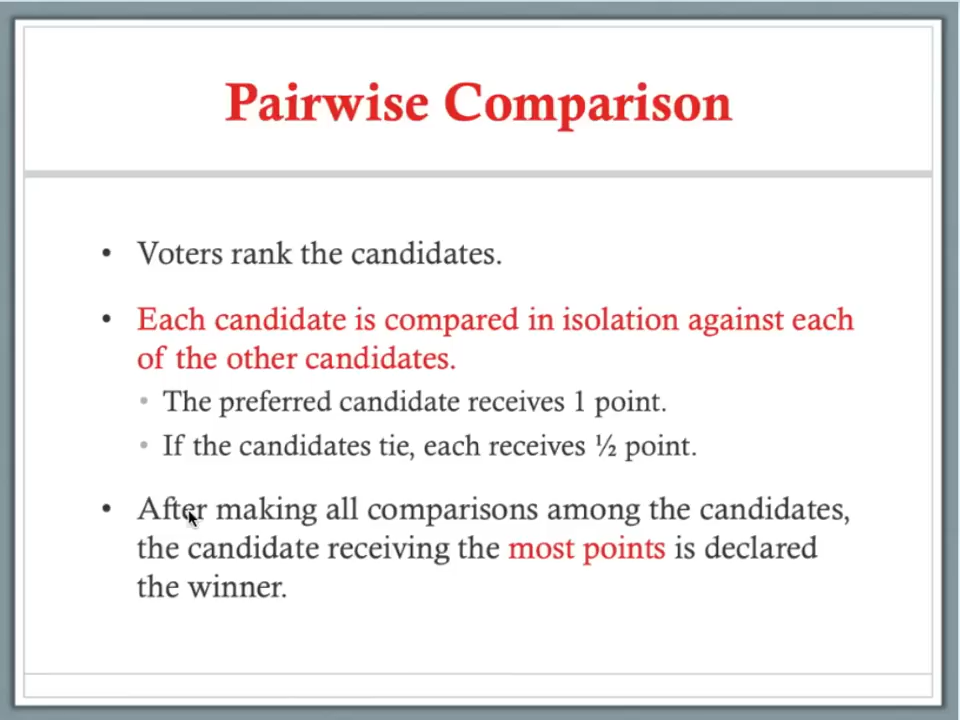 Pairwise Comparison
• Voters rank the candidates.
• Each candidate is compared in isolation against each
of the other candidates.
• The preferred candidate receives 1 point.
• If the candidates tie, each receives ½ point.
• After making all comparisons among the candidates,
the candidate receiving the most points is declared
the winner.